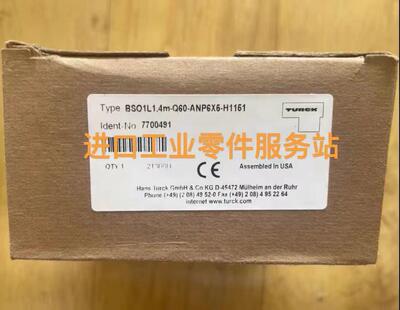 Type BSO1L1.4m-Q60-ANP6X6-H1151
TURCK
Ident-No 7700491
进口工业零件服务站
QTY 1
CE
Assembled In USA
Hans Turck GmbH & Co KG D-45472 Mülheim an der Ruhr
Phone (+49) (2 08) 49 52-0 Fax (+49) (2 08) 4 95 22 64
internet www.turck.com